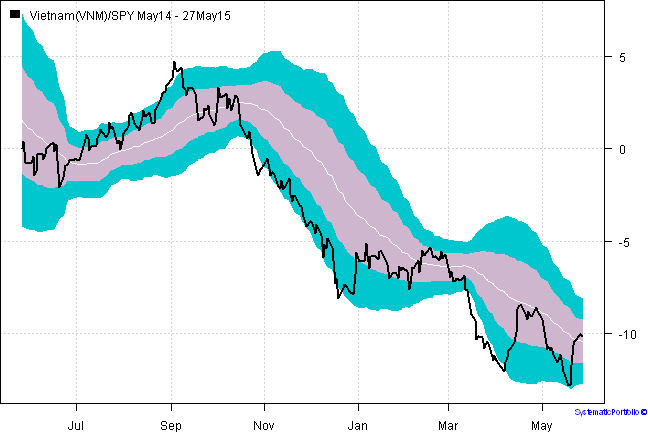 Vietnam(VNM)/SPY May14 - 27May15
5
0
-5
-10
Jul Sep Nov Jan Mar May
SystematicPortfolio ©